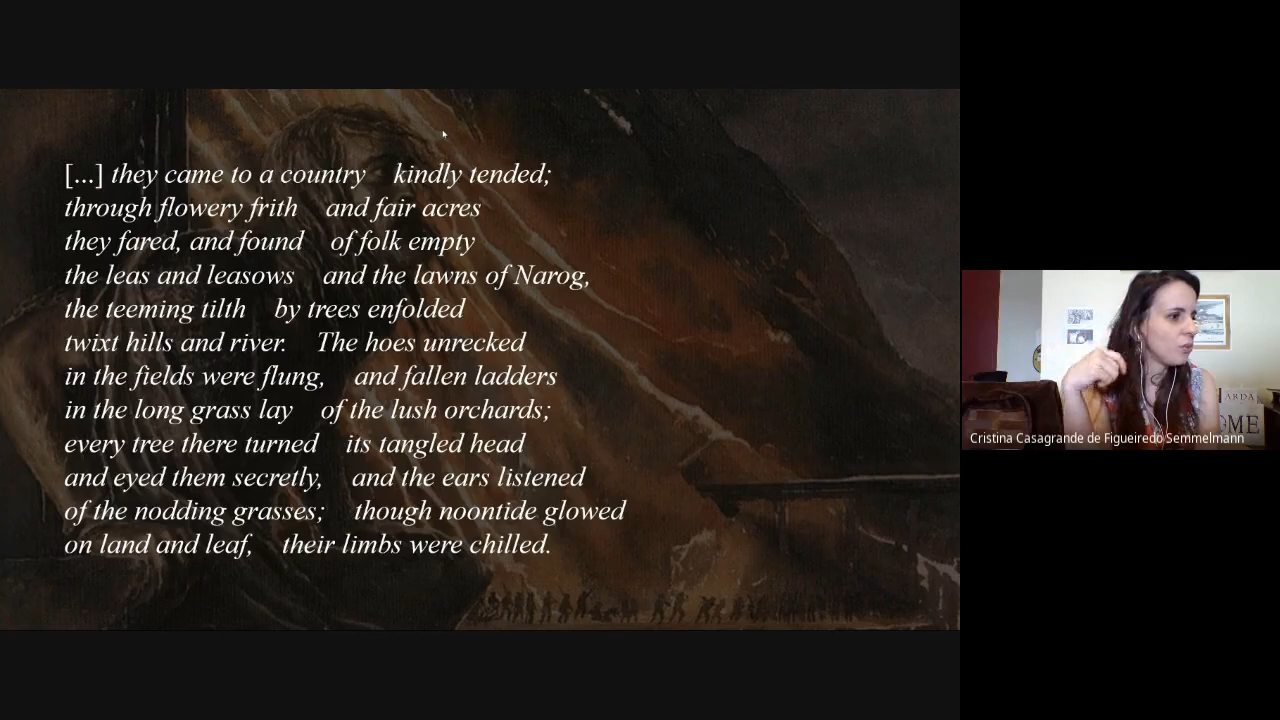 [...] they came to a country    kindly tended;
through flowery frith    and fair acres
they fared, and found    of folk empty
the leas and leasows    and the lawns of Narog,
the teeming tilth    by trees enfolded
twixt hills and river.    The hoes unrecked
in the fields were flung,    and fallen ladders
in the long grass lay    of the lush orchards;
every tree there turned    its tangled head
and eyed them secretly,    and the ears listened
of the nodding grasses;    though noontide glowed
on land and leaf,    their limbs were chilled.
ARDA
OME
Cristina Casagrande de Figueiredo Semmelmann